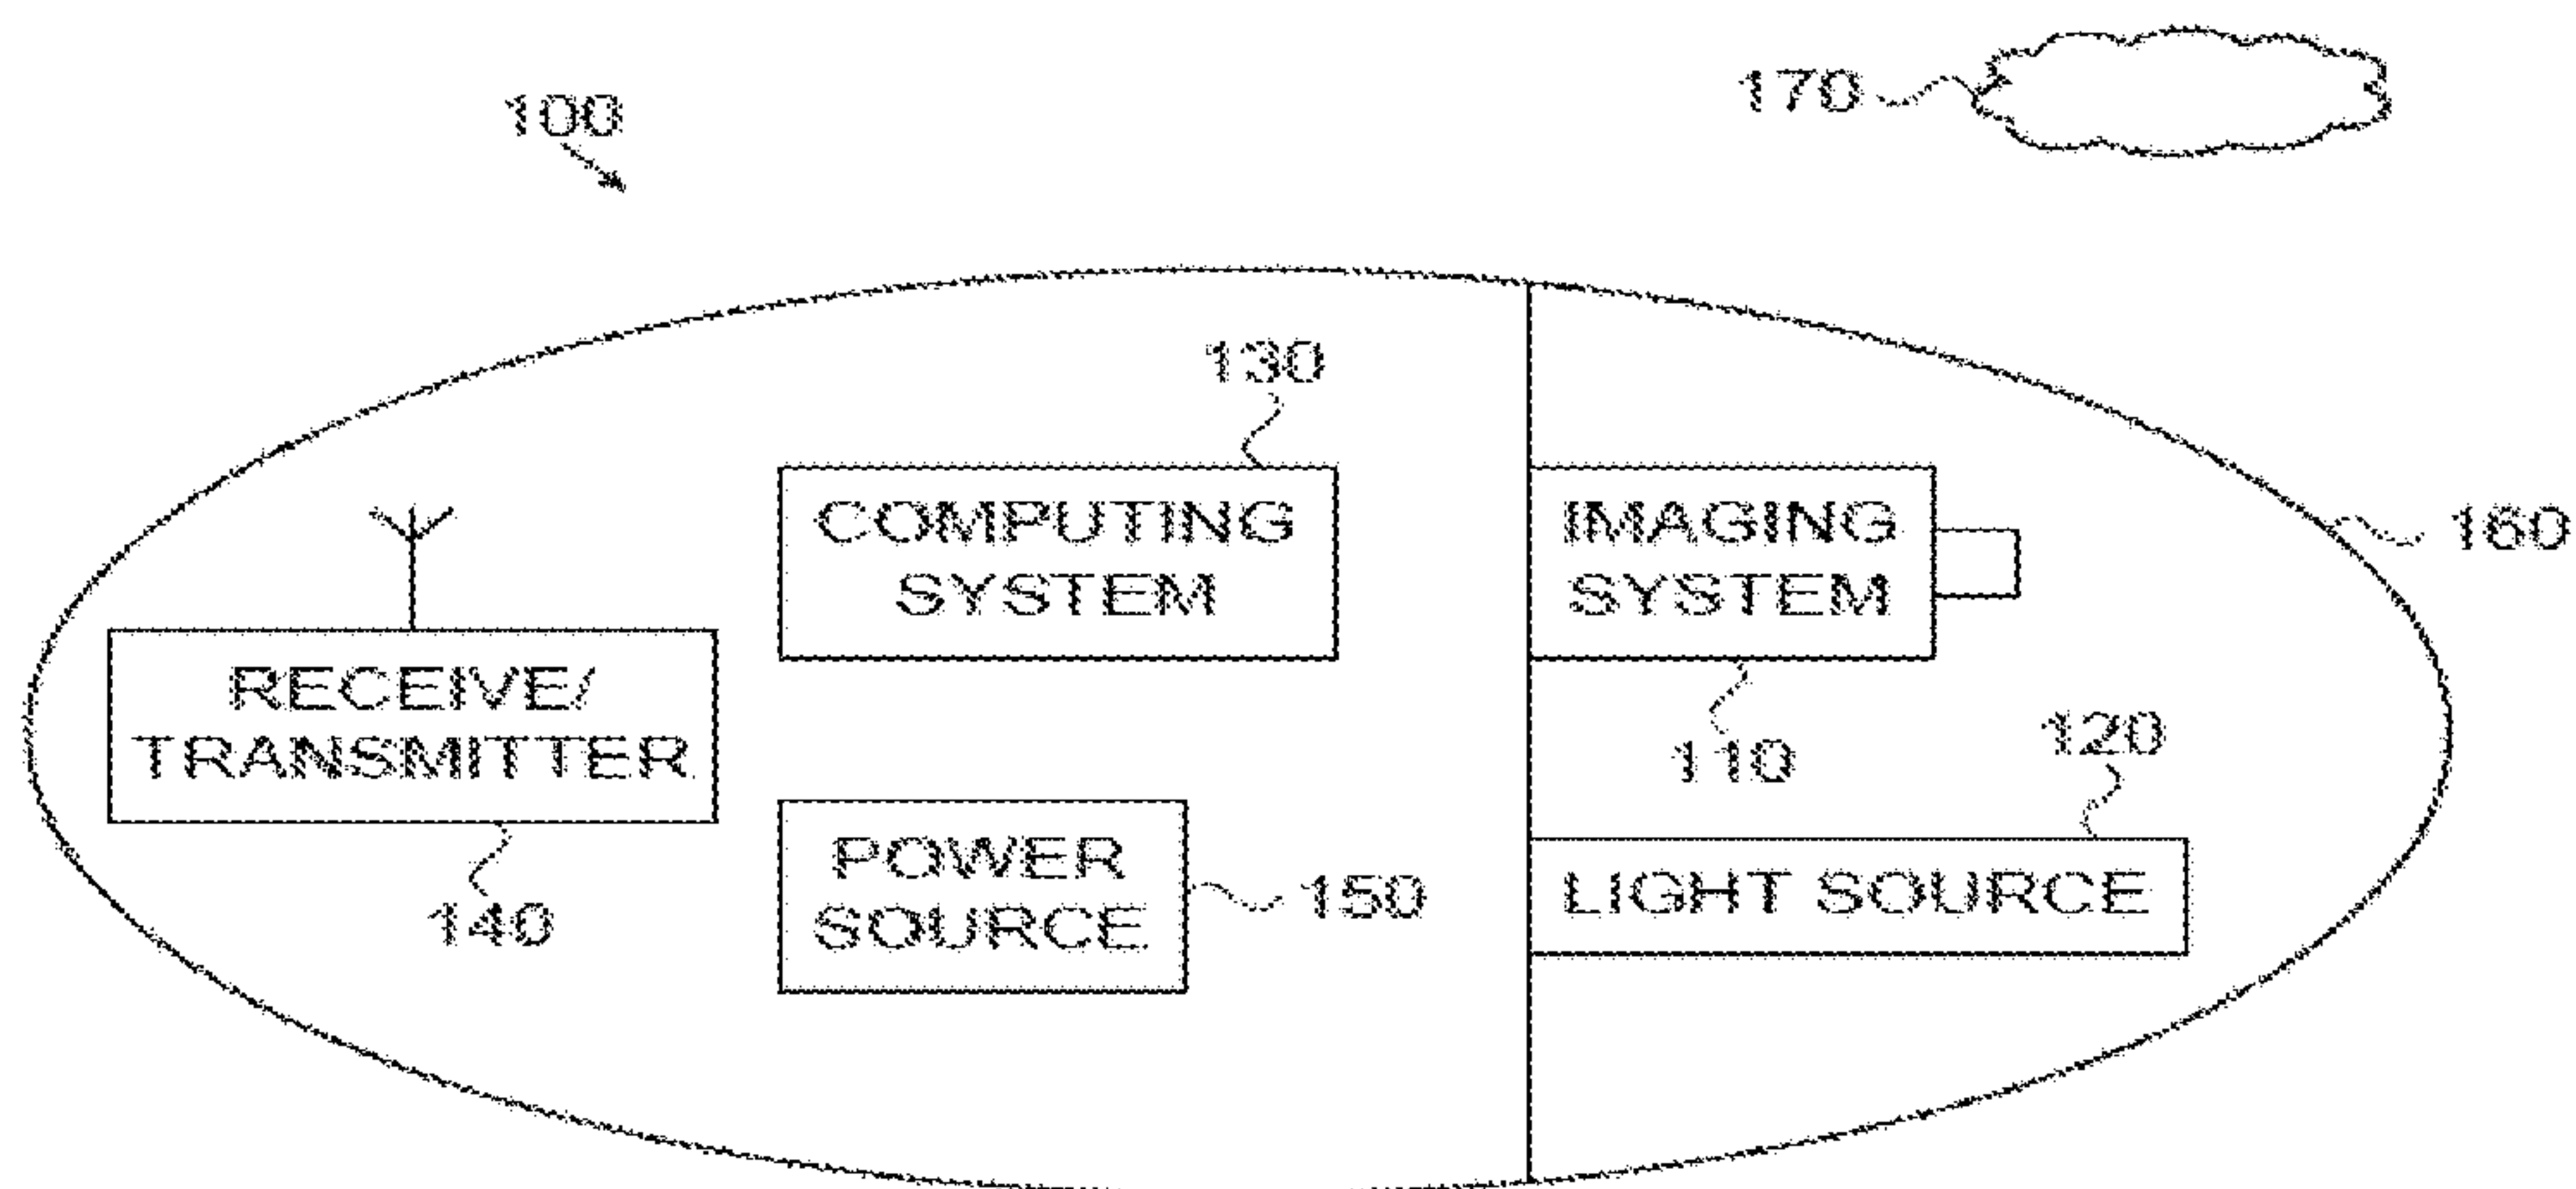 100
170
130
COMPUTING
SYSTEM
IMAGING
SYSTEM
160
RECEIVE/
TRANSMITTER
110
120
POWER
SOURCE
150
LIGHT SOURCE
140